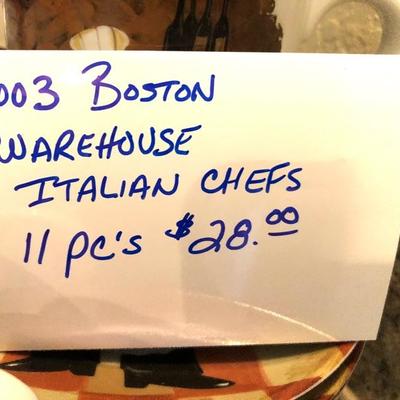 003 BOSTON
WAREHOUSE
ITALIAN CHEFS
11 PC'S $28.00